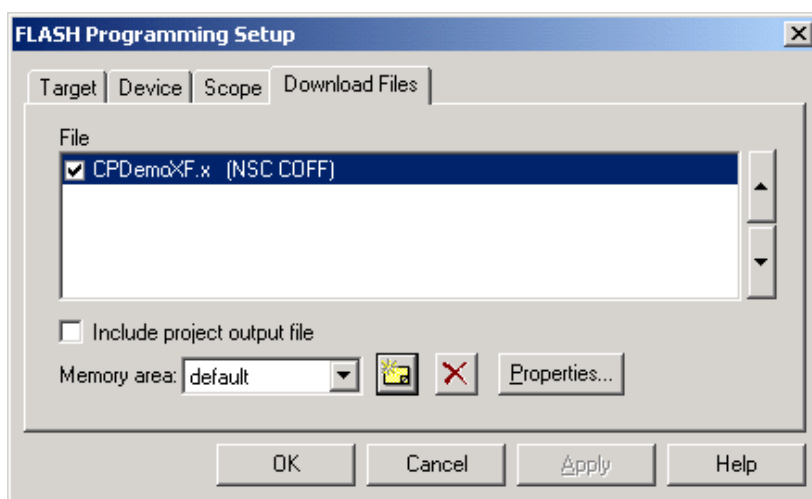 FLASH Programming Setup
Target Device Scope Download Files
File
CPDemoXF.x (NSC COFF)
Include project output file
Memory area: default Properties...
OK Cancel Apply Help